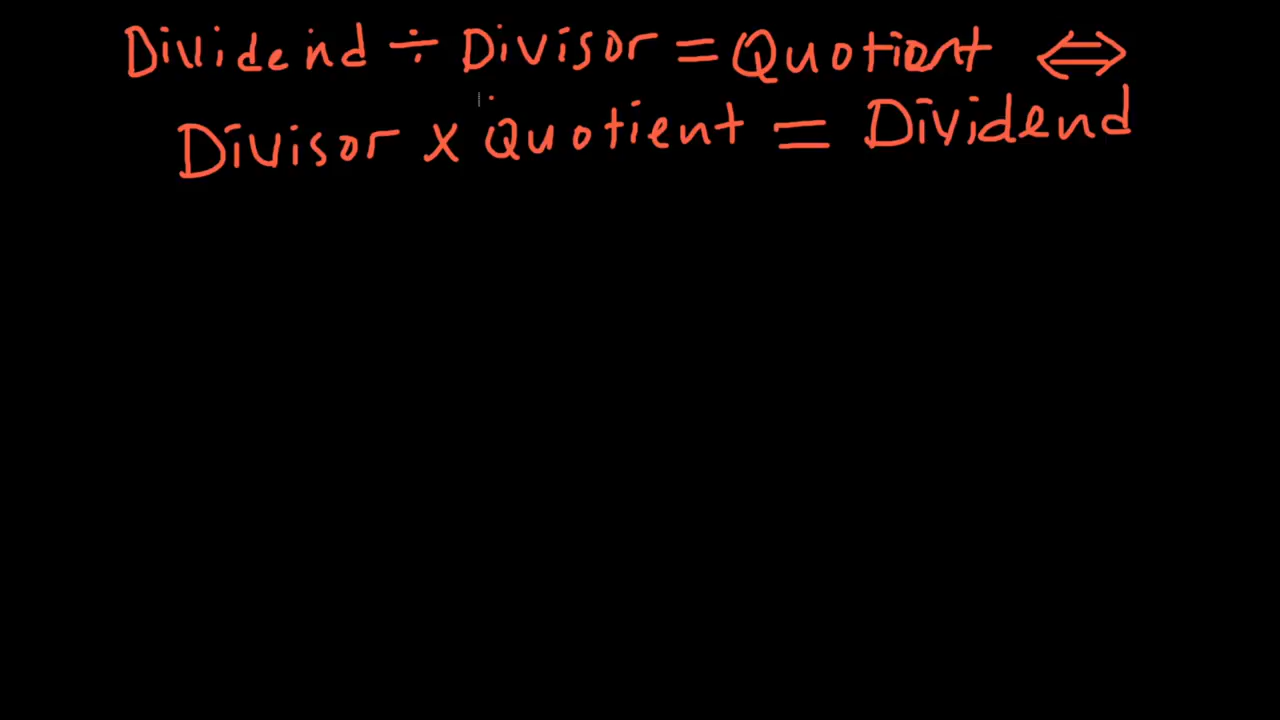 Dividend ÷ Divisor = Quotient ⇔
Divisor × Quotient = Dividend